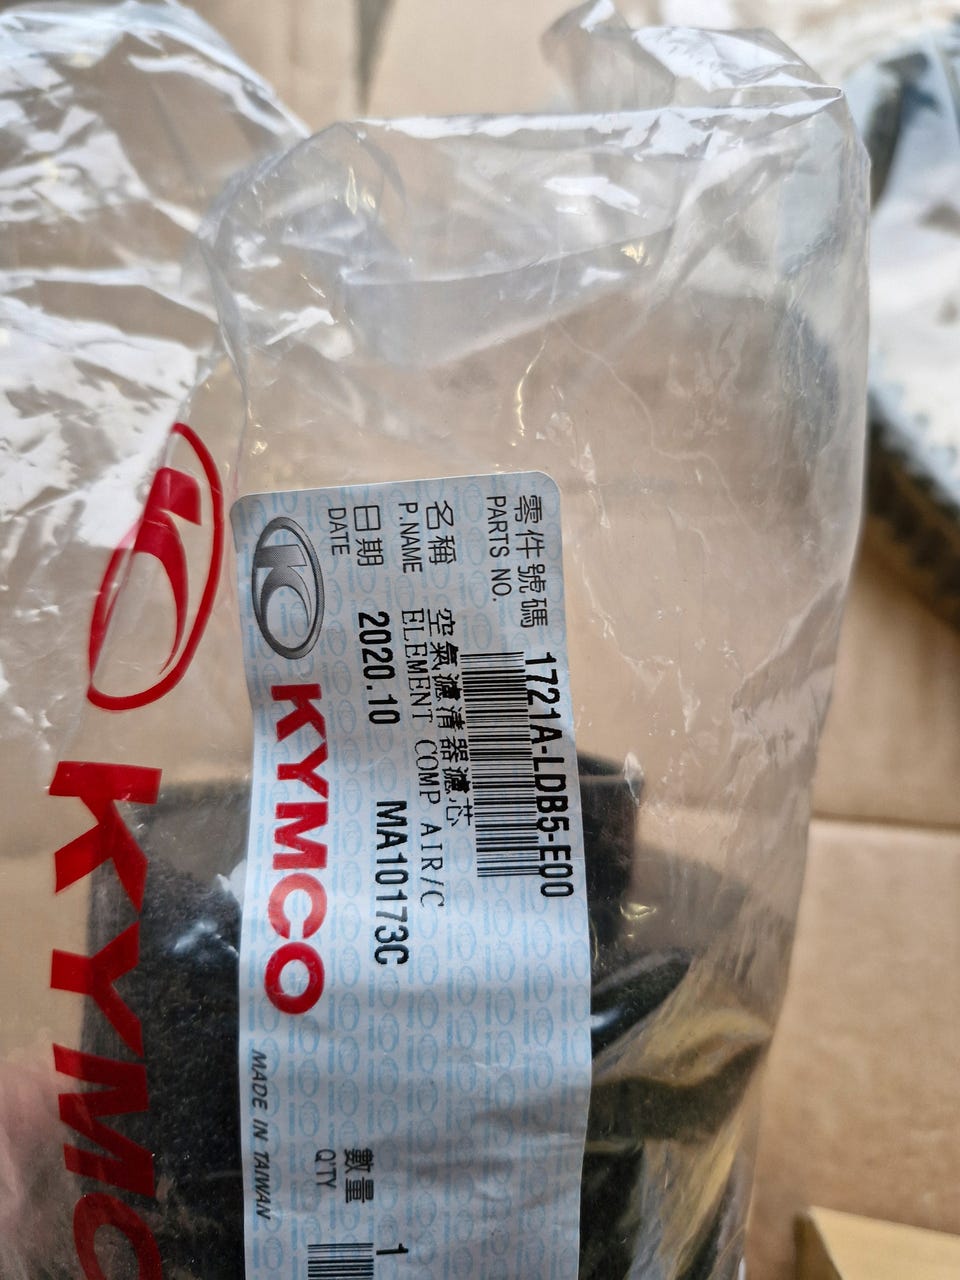 零件號碼 1721A-LDB5-E00
PARTS NO.
名稱 空氣濾清器濾芯
P.NAME ELEMENT COMP AIR/C
日期 2020.10 MA10173C
DATE
KYMCO
MADE IN TAIWAN
數量 1
Q'TY
KYMC